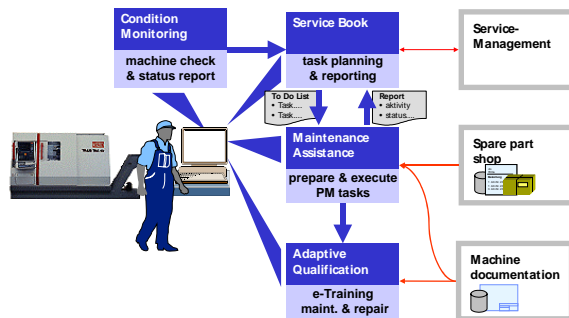 Condition
Monitoring
machine check
& status report
Service Book
task planning
& reporting
Service-
Management
To Do List
• Task....
• Task....
Report
• aktivity
• status....
Maintenance
Assistance
prepare & execute
PM tasks
Spare part
shop
Adaptive
Qualification
e-Training
maint. & repair
Machine
documentation